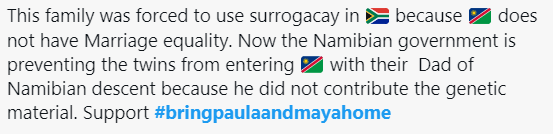 This family was forced to use surrogacay in 🇿🇦 because 🇳🇦 does
not have Marriage equality. Now the Namibian government is
preventing the twins from entering 🇳🇦 with their  Dad of
Namibian descent because he did not contribute the genetic
material. Support #bringpaulaandmayahome